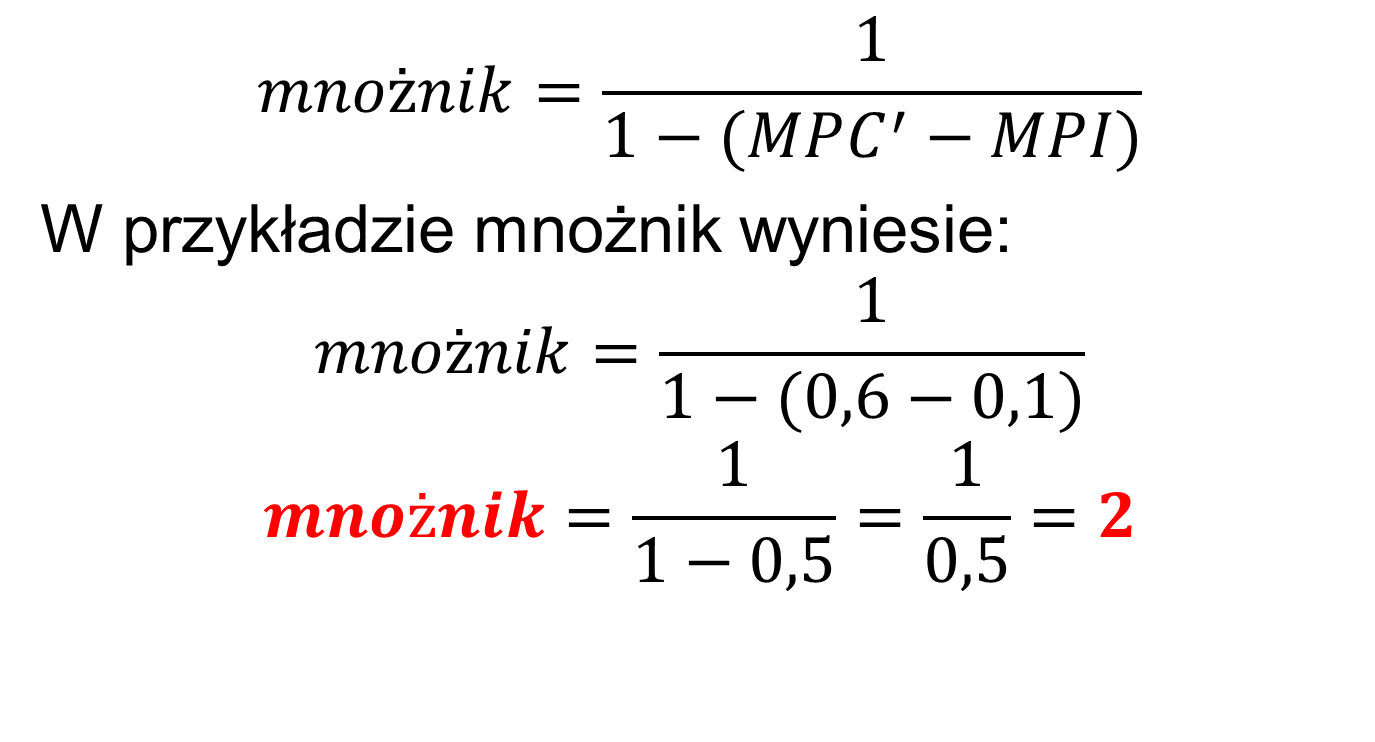 mnożnik = 1 / (1 − (MPC′ − MPI))
W przykładzie mnożnik wyniesie:
mnożnik = 1 / (1 − (0,6 − 0,1))
mnożnik = 1 / (1 − 0,5) = 1 / 0,5 = 2